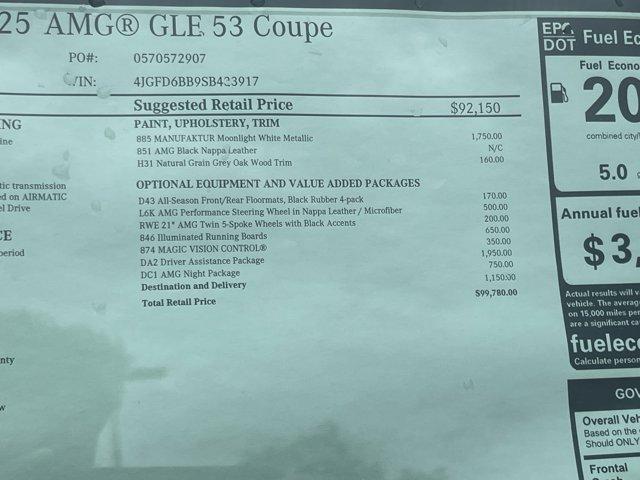 25 AMG® GLE 53 Coupe
PO#: 0570572907
VIN: 4JGFD6BB9SB423917
Suggested Retail Price $92,150
PAINT, UPHOLSTERY, TRIM
885 MANUFAKTUR Moonlight White Metallic 1,750.00
851 AMG Black Nappa Leather N/C
H31 Natural Grain Grey Oak Wood Trim 160.00
OPTIONAL EQUIPMENT AND VALUE ADDED PACKAGES
D43 All-Season Front/Rear Floormats, Black Rubber 4-pack 170.00
L6K AMG Performance Steering Wheel in Nappa Leather / Microfiber 500.00
RWE 21" AMG Twin 5-Spoke Wheels with Black Accents 200.00
846 Illuminated Running Boards 650.00
874 MAGIC VISION CONTROL® 350.00
DA2 Driver Assistance Package 1,950.00
DC1 AMG Night Package 750.00
Destination and Delivery 1,150.00
Total Retail Price $99,780.00
NG
ine
tic transmission
ed on AIRMATIC
el Drive
CE
period
nty
w
EPA
DOT
Fuel Ec
Fuel Econo
20
combined city/
5.0
Annual fuel
$3,
Actual results will v
vehicle. The averag
on 15,000 miles per
are a significant ca
fueleco
Calculate person
GOV
Overall Veh
Based on the
Should ONLY
Frontal